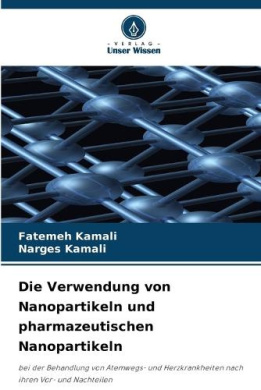 - VERLAG -
Unser Wissen
Fatemeh Kamali
Narges Kamali
Die Verwendung von
Nanopartikeln und
pharmazeutischen
Nanopartikeln
bei der Behandlung von Atemwegs- und Herzkrankheiten nach
ihren Vor- und Nachteilen